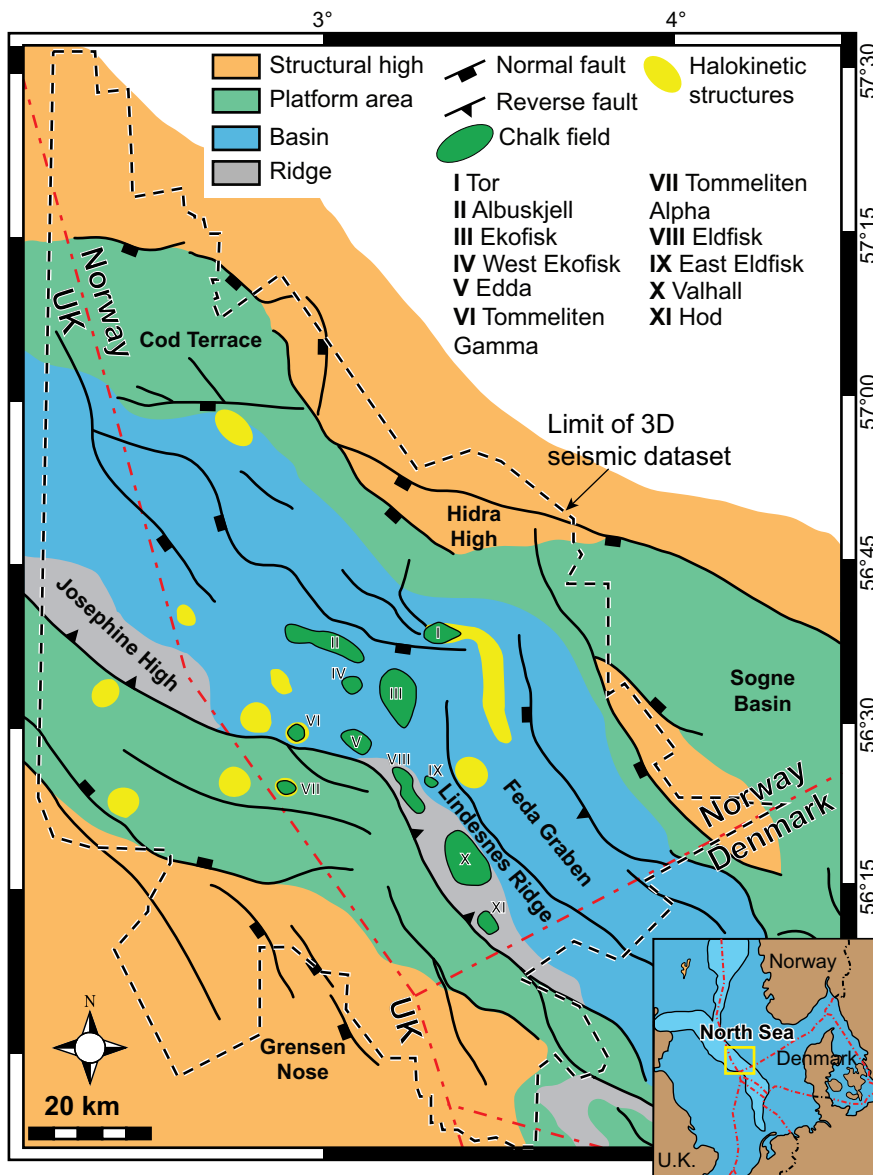 3°
4°
57°30
57°15
57°00
56°45
56°30
56°15
Structural high
Platform area
Basin
Ridge
Normal fault
Reverse fault
Chalk field
Halokinetic
structures
I Tor
II Albuskjell
III Ekofisk
IV West Ekofisk
V Edda
VI Tommeliten
Gamma
VII Tommeliten
Alpha
VIII Eldfisk
IX East Eldfisk
X Valhall
XI Hod
Norway
UK
Cod Terrace
Limit of 3D
seismic dataset
Hidra
High
Josephine High
Sogne
Basin
I
II
III
IV
V
VI
VII
VIII
IX
X
XI
Lindesnes Ridge
Feda Graben
Norway
Denmark
UK
Grensen
Nose
N
20 km
Norway
North Sea
Denmark
U.K.